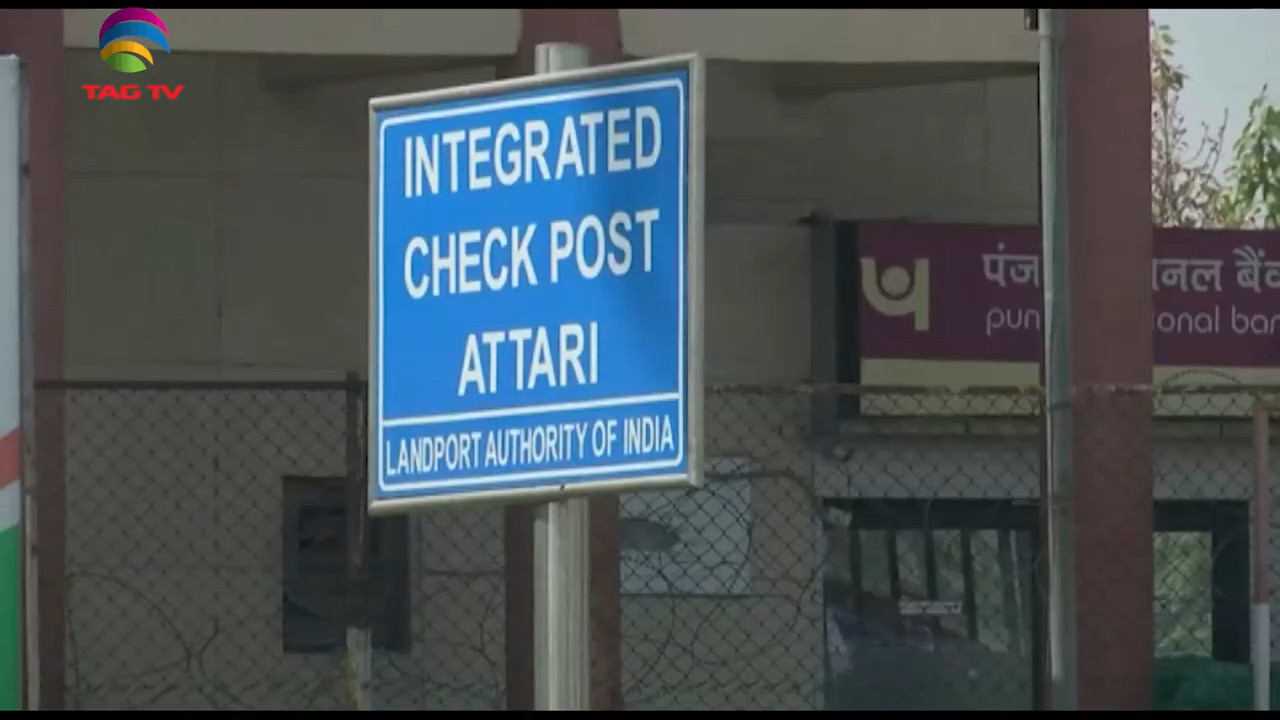 TAG TV
INTEGRATED
CHECK POST
ATTARI
LANDPORT AUTHORITY OF INDIA
बैंक